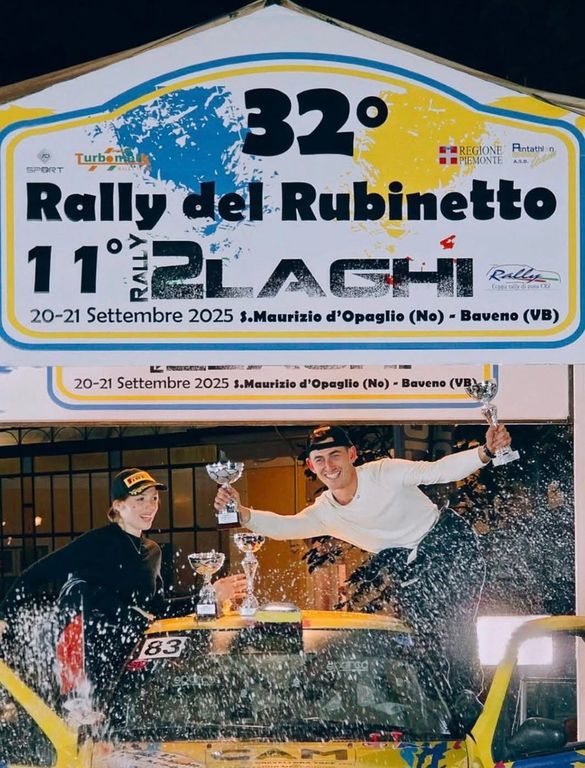 32°
SPORT
REGIONE
PIEMONTE
Rally del Rubinetto
11° RALLY 2LAGHI
Rally
20-21 Settembre 2025 S.Maurizio d'Opaglio (No) - Baveno (VB)
20-21 Settembre 2025 S.Maurizio d'Opaglio (No) - Baveno (VB)
83
sparco